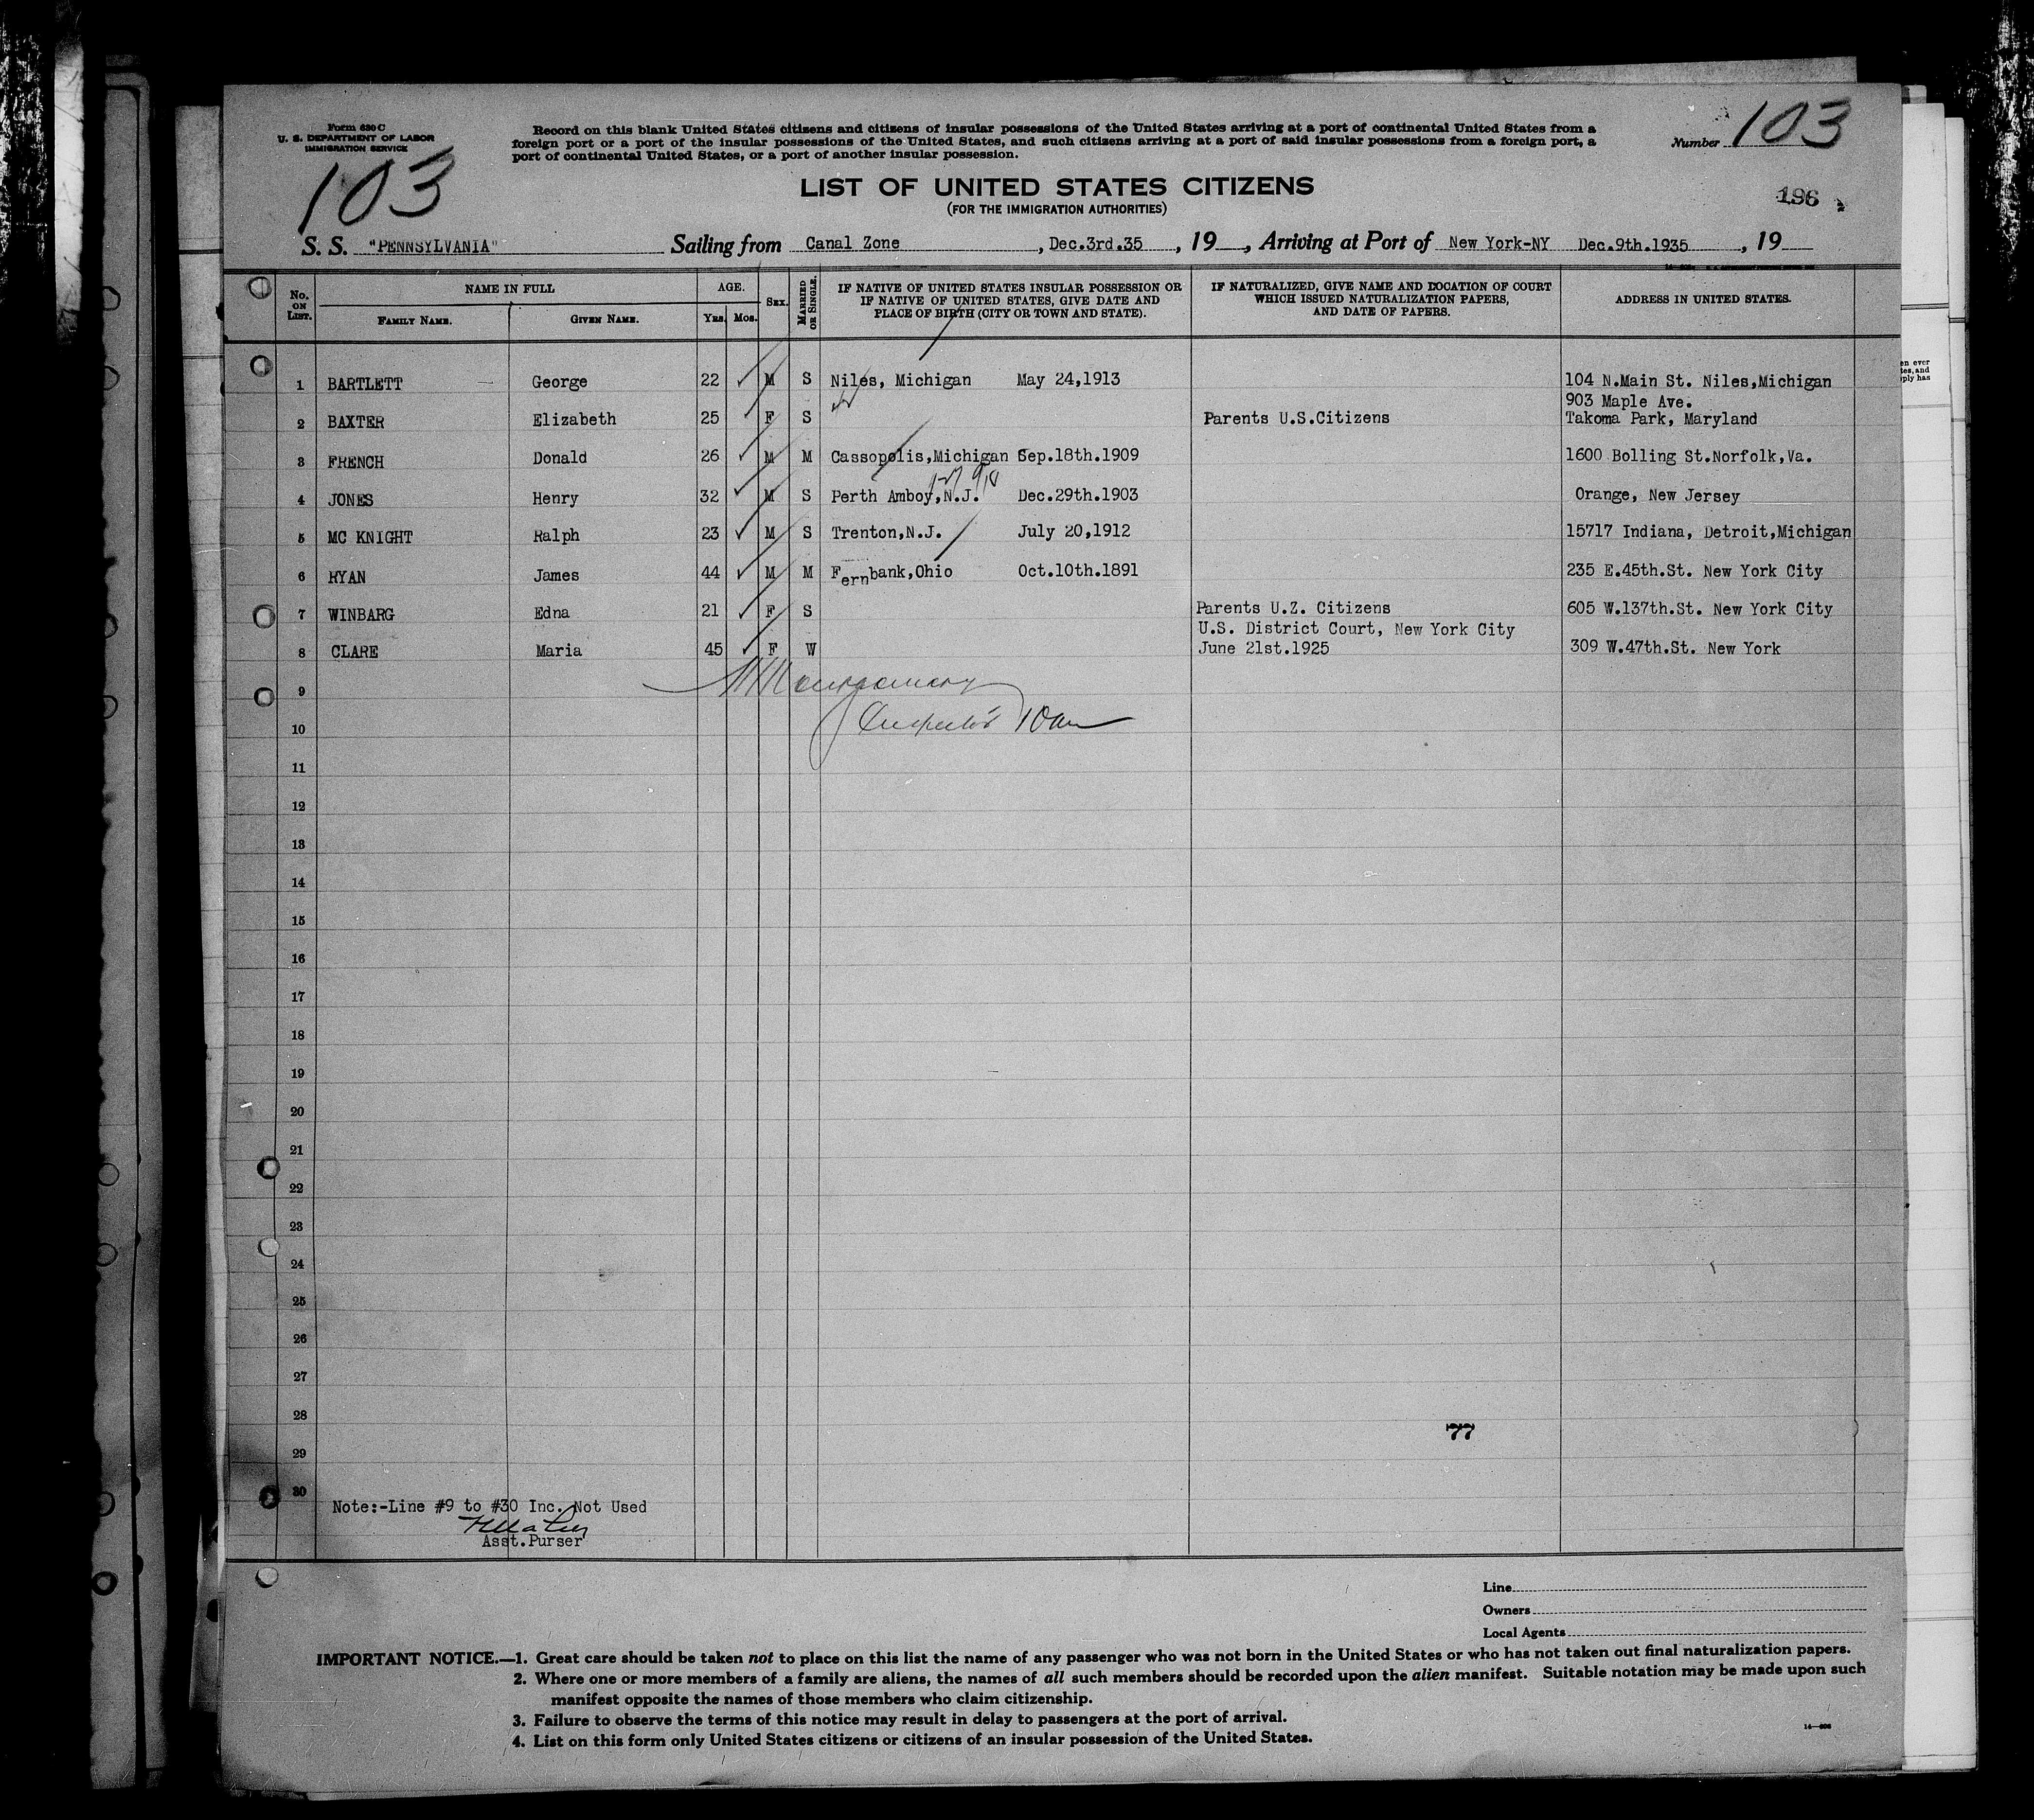 Form 630 C
U. S. DEPARTMENT OF LABOR
IMMIGRATION SERVICE
103
Record on this blank United States citizens and citizens of insular possessions of the United States arriving at a port of continental United States from a
foreign port or a port of the insular possessions of the United States, and such citizens arriving at a port of said insular possessions from a foreign port, a
port of continental United States, or a port of another insular possession.
Number 103
LIST OF UNITED STATES CITIZENS
(FOR THE IMMIGRATION AUTHORITIES)
196
S. S. "PENNSYLVANIA" Sailing from Canal Zone , Dec.3rd.35 , 19 , Arriving at Port of New York-NY Dec.9th.1935 , 19
No. ON LIST. NAME IN FULL AGE. SEX. MARRIED OR SINGLE. IF NATIVE OF UNITED STATES INSULAR POSSESSION OR IF NATIVE OF UNITED STATES, GIVE DATE AND PLACE OF BIRTH (CITY OR TOWN AND STATE). IF NATURALIZED, GIVE NAME AND LOCATION OF COURT WHICH ISSUED NATURALIZATION PAPERS, AND DATE OF PAPERS. ADDRESS IN UNITED STATES.
FAMILY NAME. GIVEN NAME. YRS. MOS.
1 BARTLETT George 22 M S Niles, Michigan May 24,1913 104 N.Main St. Niles,Michigan
903 Maple Ave.
2 BAXTER Elizabeth 25 F S Parents U.S.Citizens Takoma Park, Maryland
3 FRENCH Donald 26 M M Cassopolis,Michigan Sep.18th.1909 1600 Bolling St.Norfolk,Va.
4 JONES Henry 32 M S Perth Amboy,N.J. Dec.29th.1903 Orange, New Jersey
5 MC KNIGHT Ralph 23 M S Trenton,N.J. July 20,1912 15717 Indiana, Detroit,Michigan
6 RYAN James 44 M M Fernbank,Ohio Oct.10th.1891 235 E.45th.St. New York City
7 WINBARG Edna 21 F S Parents U.Z. Citizens 605 W.137th.St. New York City
U.S. District Court, New York City
8 CLARE Maria 45 F W June 21st.1925 309 W.47th.St. New York
9 Montgomery
10 Inspector
11
12
13
14
15
16
17
18
19
20
21
22
23
24
25
26
27
28
77
29
30
Note:-Line #9 to #30 Inc. Not Used
Asst.Purser
Line
Owners
Local Agents
IMPORTANT NOTICE.—1. Great care should be taken not to place on this list the name of any passenger who was not born in the United States or who has not taken out final naturalization papers.
2. Where one or more members of a family are aliens, the names of all such members should be recorded upon the alien manifest. Suitable notation may be made upon such
manifest opposite the names of those members who claim citizenship.
3. Failure to observe the terms of this notice may result in delay to passengers at the port of arrival.
4. List on this form only United States citizens or citizens of an insular possession of the United States.